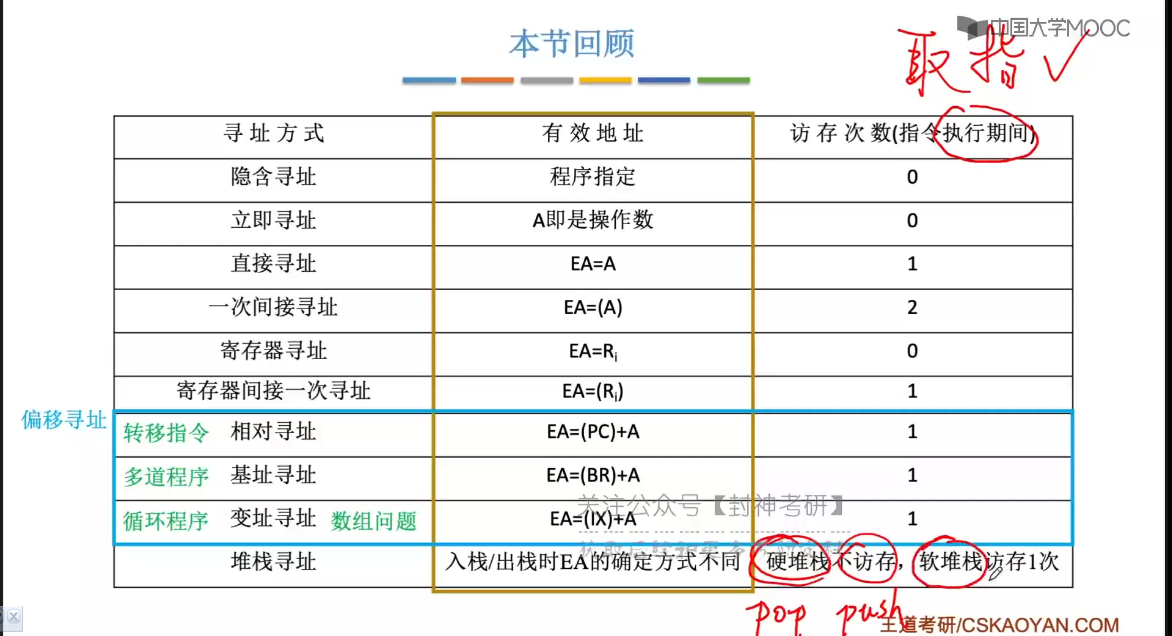 中国大学MOOC
本节回顾
取指✓
寻址方式 有效地址 访存次数(指令执行期间)
隐含寻址 程序指定 0
立即寻址 A即是操作数 0
直接寻址 EA=A 1
一次间接寻址 EA=(A) 2
寄存器寻址 EA=Ri 0
寄存器间接一次寻址 EA=(Ri) 1
偏移寻址
转移指令 相对寻址 EA=(PC)+A 1
多道程序 基址寻址 EA=(BR)+A 1
关注公众号【封神考研】
循环程序 变址寻址 数组问题 EA=(IX)+A 1
堆栈寻址 入栈/出栈时EA的确定方式不同 硬堆栈不访存，软堆栈访存1次
pop push
王道考研/CSKAOYAN.COM